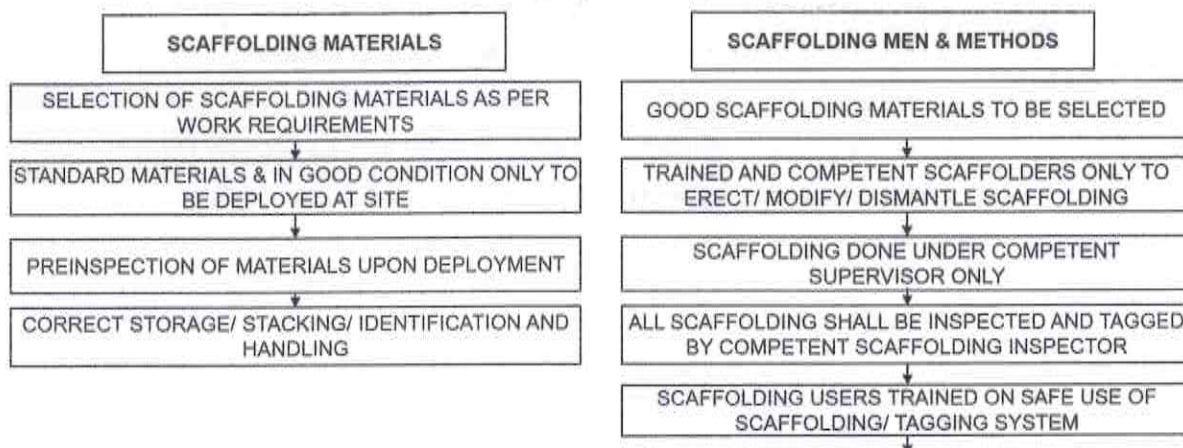 SCAFFOLDING MATERIALS
SELECTION OF SCAFFOLDING MATERIALS AS PER
WORK REQUIREMENTS
STANDARD MATERIALS & IN GOOD CONDITION ONLY TO
BE DEPLOYED AT SITE
PREINSPECTION OF MATERIALS UPON DEPLOYMENT
CORRECT STORAGE/ STACKING/ IDENTIFICATION AND
HANDLING
SCAFFOLDING MEN & METHODS
GOOD SCAFFOLDING MATERIALS TO BE SELECTED
TRAINED AND COMPETENT SCAFFOLDERS ONLY TO
ERECT/ MODIFY/ DISMANTLE SCAFFOLDING
SCAFFOLDING DONE UNDER COMPETENT
SUPERVISOR ONLY
ALL SCAFFOLDING SHALL BE INSPECTED AND TAGGED
BY COMPETENT SCAFFOLDING INSPECTOR
SCAFFOLDING USERS TRAINED ON SAFE USE OF
SCAFFOLDING/ TAGGING SYSTEM